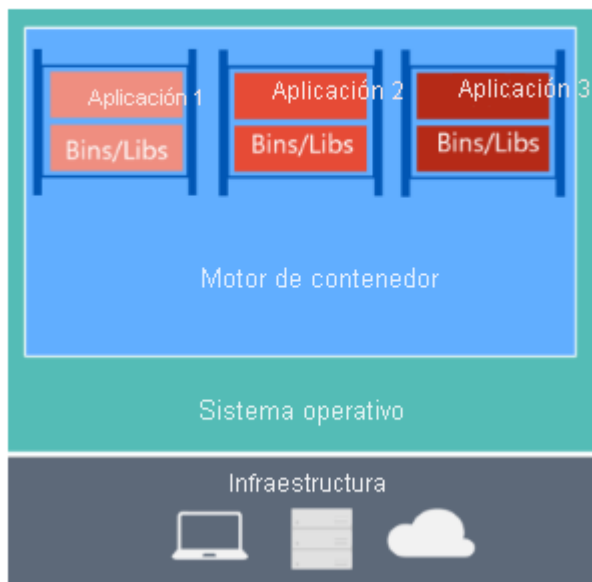 Aplicación 1
Aplicación 2
Aplicación 3
Bins/Libs
Bins/Libs
Bins/Libs
Motor de contenedor
Sistema operativo
Infraestructura